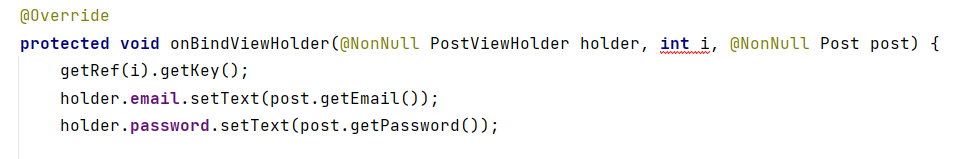 @Override
protected void onBindViewHolder(@NonNull PostViewHolder holder, int i, @NonNull Post post) {
getRef(i).getKey();
holder.email.setText(post.getEmail());
holder.password.setText(post.getPassword());